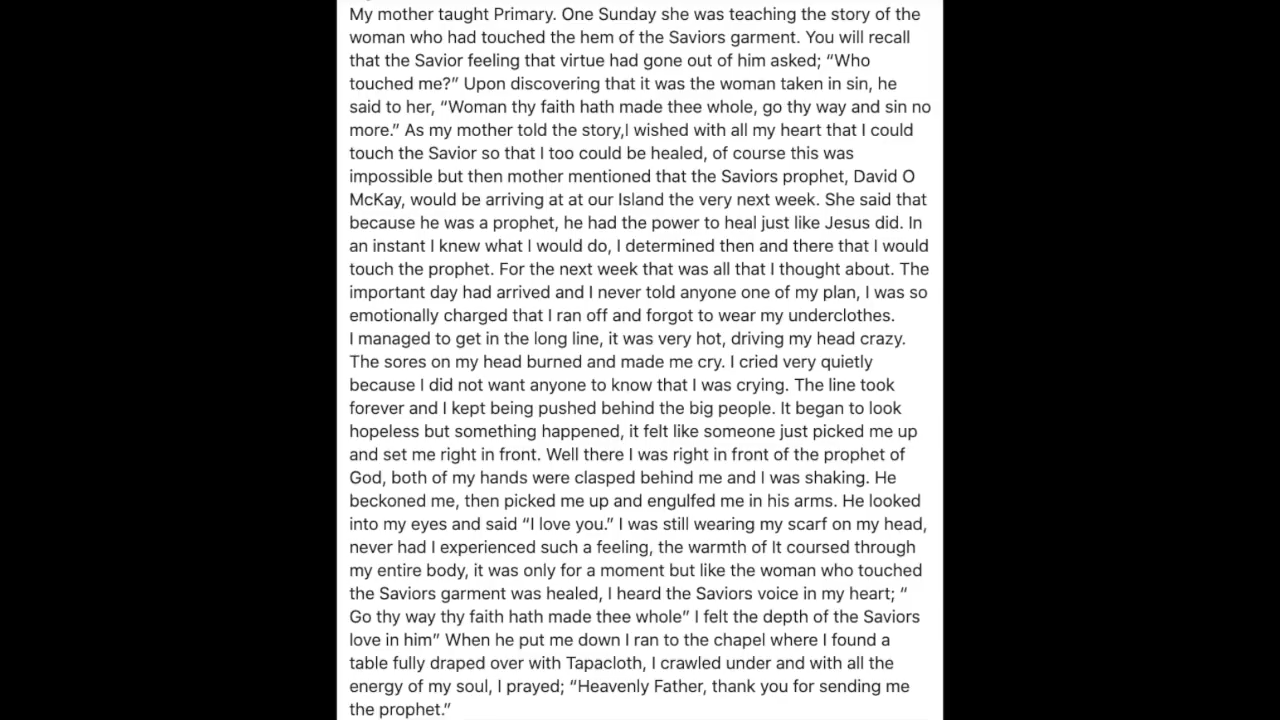 My mother taught Primary. One Sunday she was teaching the story of the
woman who had touched the hem of the Saviors garment. You will recall
that the Savior feeling that virtue had gone out of him asked; “Who
touched me?” Upon discovering that it was the woman taken in sin, he
said to her, “Woman thy faith hath made thee whole, go thy way and sin no
more.” As my mother told the story,I wished with all my heart that I could
touch the Savior so that I too could be healed, of course this was
impossible but then mother mentioned that the Saviors prophet, David O
McKay, would be arriving at at our Island the very next week. She said that
because he was a prophet, he had the power to heal just like Jesus did. In
an instant I knew what I would do, I determined then and there that I would
touch the prophet. For the next week that was all that I thought about. The
important day had arrived and I never told anyone one of my plan, I was so
emotionally charged that I ran off and forgot to wear my underclothes.
I managed to get in the long line, it was very hot, driving my head crazy.
The sores on my head burned and made me cry. I cried very quietly
because I did not want anyone to know that I was crying. The line took
forever and I kept being pushed behind the big people. It began to look
hopeless but something happened, it felt like someone just picked me up
and set me right in front. Well there I was right in front of the prophet of
God, both of my hands were clasped behind me and I was shaking. He
beckoned me, then picked me up and engulfed me in his arms. He looked
into my eyes and said “I love you.” I was still wearing my scarf on my head,
never had I experienced such a feeling, the warmth of It coursed through
my entire body, it was only for a moment but like the woman who touched
the Saviors garment was healed, I heard the Saviors voice in my heart; “
Go thy way thy faith hath made thee whole” I felt the depth of the Saviors
love in him” When he put me down I ran to the chapel where I found a
table fully draped over with Tapacloth, I crawled under and with all the
energy of my soul, I prayed; “Heavenly Father, thank you for sending me
the prophet.”